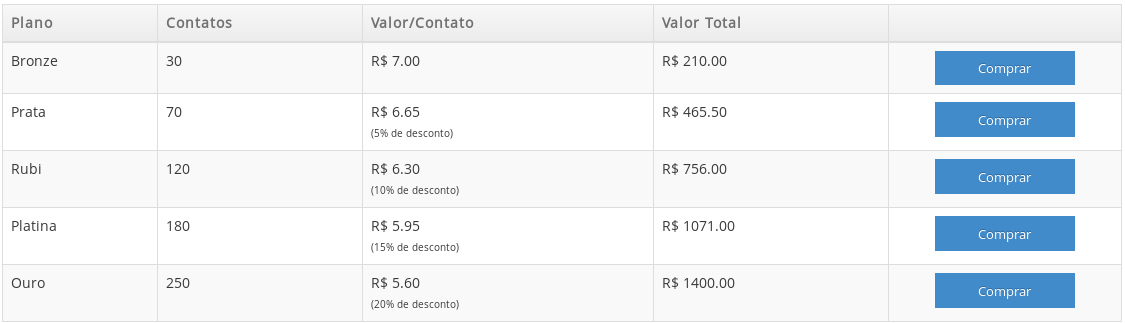 Plano Contatos Valor/Contato Valor Total
Bronze 30 R$ 7.00 R$ 210.00 Comprar
Prata 70 R$ 6.65 R$ 465.50 Comprar
(5% de desconto)
Rubi 120 R$ 6.30 R$ 756.00 Comprar
(10% de desconto)
Platina 180 R$ 5.95 R$ 1071.00 Comprar
(15% de desconto)
Ouro 250 R$ 5.60 R$ 1400.00 Comprar
(20% de desconto)